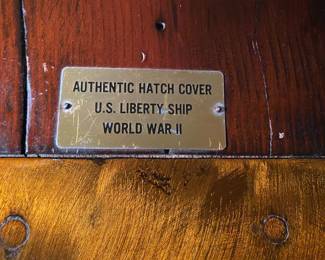 AUTHENTIC HATCH COVER
U.S. LIBERTY SHIP
WORLD WAR II